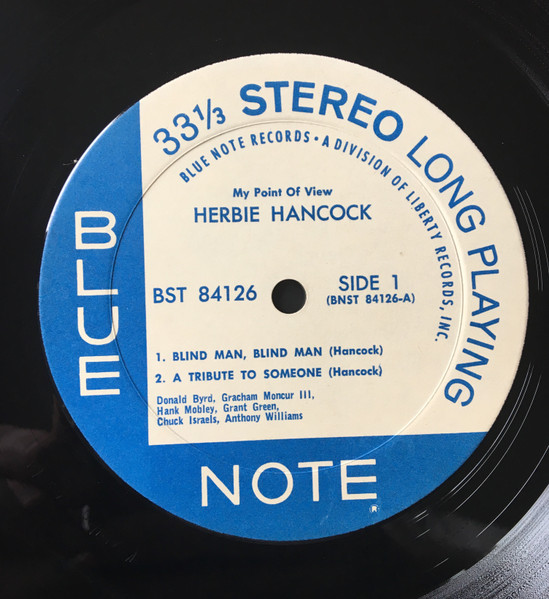 33⅓ STEREO LONG PLAYING
BLUE NOTE RECORDS • A DIVISION OF LIBERTY RECORDS, INC.
My Point Of View
HERBIE HANCOCK
BST 84126
SIDE 1
(BNST 84126-A)
1. BLIND MAN, BLIND MAN (Hancock)
2. A TRIBUTE TO SOMEONE (Hancock)
Donald Byrd, Gracham Moncur III,
Hank Mobley, Grant Green,
Chuck Israels, Anthony Williams
BLUE
NOTE
®